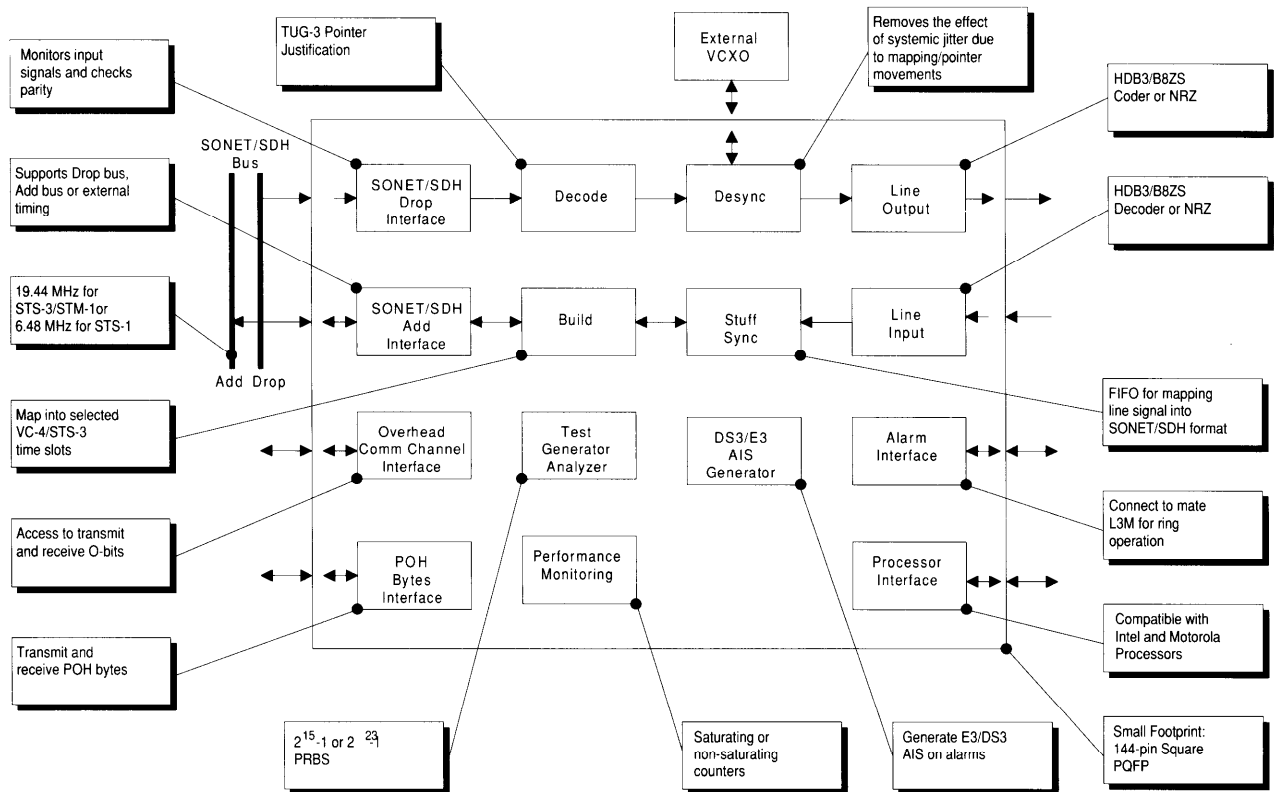 TUG-3 Pointer
Justification
External
VCXO
Removes the effect
of systemic jitter due
to mapping/pointer
movements
Monitors input
signals and checks
parity
HDB3/B8ZS
Coder or NRZ
SONET/SDH
Bus
Supports Drop bus,
Add bus or external
timing
SONET/SDH
Drop
Interface
Decode
Desync
Line
Output
HDB3/B8ZS
Decoder or NRZ
19.44 MHz for
STS-3/STM-1or
6.48 MHz for STS-1
SONET/SDH
Add
Interface
Build
Stuff
Sync
Line
Input
Add Drop
Map into selected
VC-4/STS-3
time slots
FIFO for mapping
line signal into
SONET/SDH format
Overhead
Comm Channel
Interface
Test
Generator
Analyzer
DS3/E3
AIS
Generator
Alarm
Interface
Access to transmit
and receive O-bits
Connect to mate
L3M for ring
operation
POH
Bytes
Interface
Performance
Monitoring
Processor
Interface
Transmit and
receive POH bytes
Compatible with
Intel and Motorola
Processors
2^15-1 or 2^23-1
PRBS
Saturating or
non-saturating
counters
Generate E3/DS3
AIS on alarms
Small Footprint:
144-pin Square
PQFP